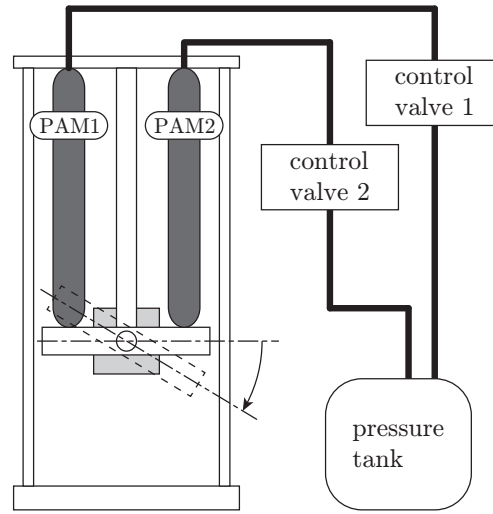 PAM1
PAM2
control
valve 1
control
valve 2
pressure
tank